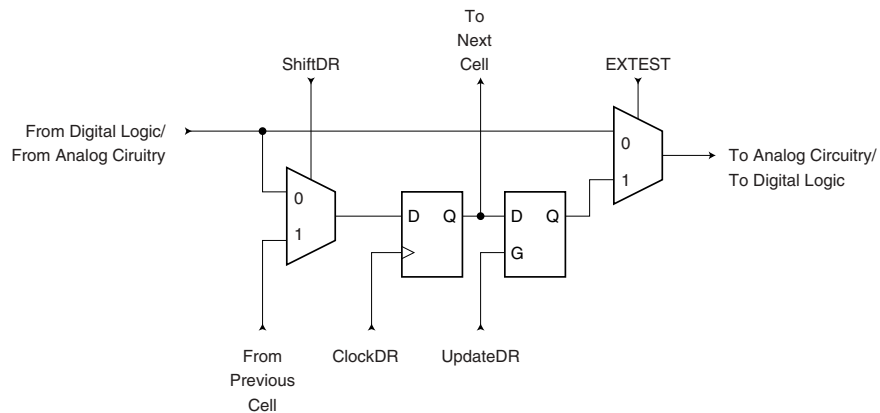 To
Next
Cell
ShiftDR
EXTEST
From Digital Logic/
From Analog Ciruitry
0
1
To Analog Circuitry/
To Digital Logic
0
1
D Q
D Q
G
From
Previous
Cell
ClockDR
UpdateDR